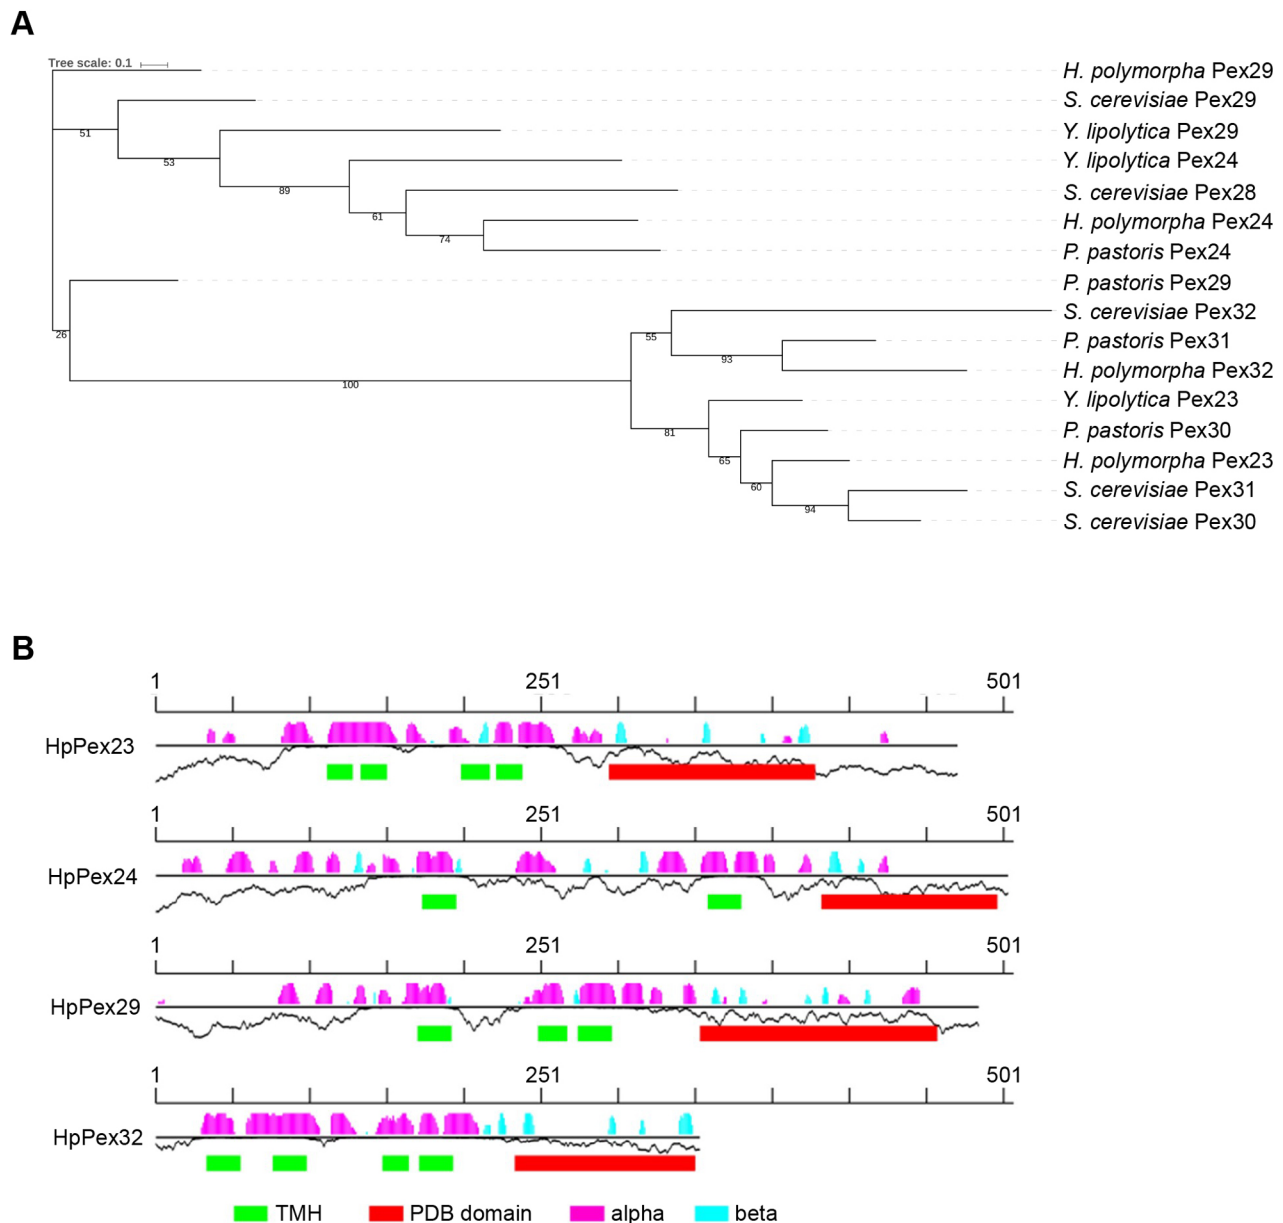 A
Tree scale: 0.1
H. polymorpha Pex29
S. cerevisiae Pex29
51
Y. lipolytica Pex29
53
Y. lipolytica Pex24
89
S. cerevisiae Pex28
61
H. polymorpha Pex24
74
P. pastoris Pex24
P. pastoris Pex29
S. cerevisiae Pex32
26
55
P. pastoris Pex31
93
H. polymorpha Pex32
100
Y. lipolytica Pex23
81
P. pastoris Pex30
65
H. polymorpha Pex23
60
S. cerevisiae Pex31
94
S. cerevisiae Pex30
B
1 251 501
HpPex23
1 251 501
HpPex24
1 251 501
HpPex29
1 251 501
HpPex32
TMH PDB domain alpha beta